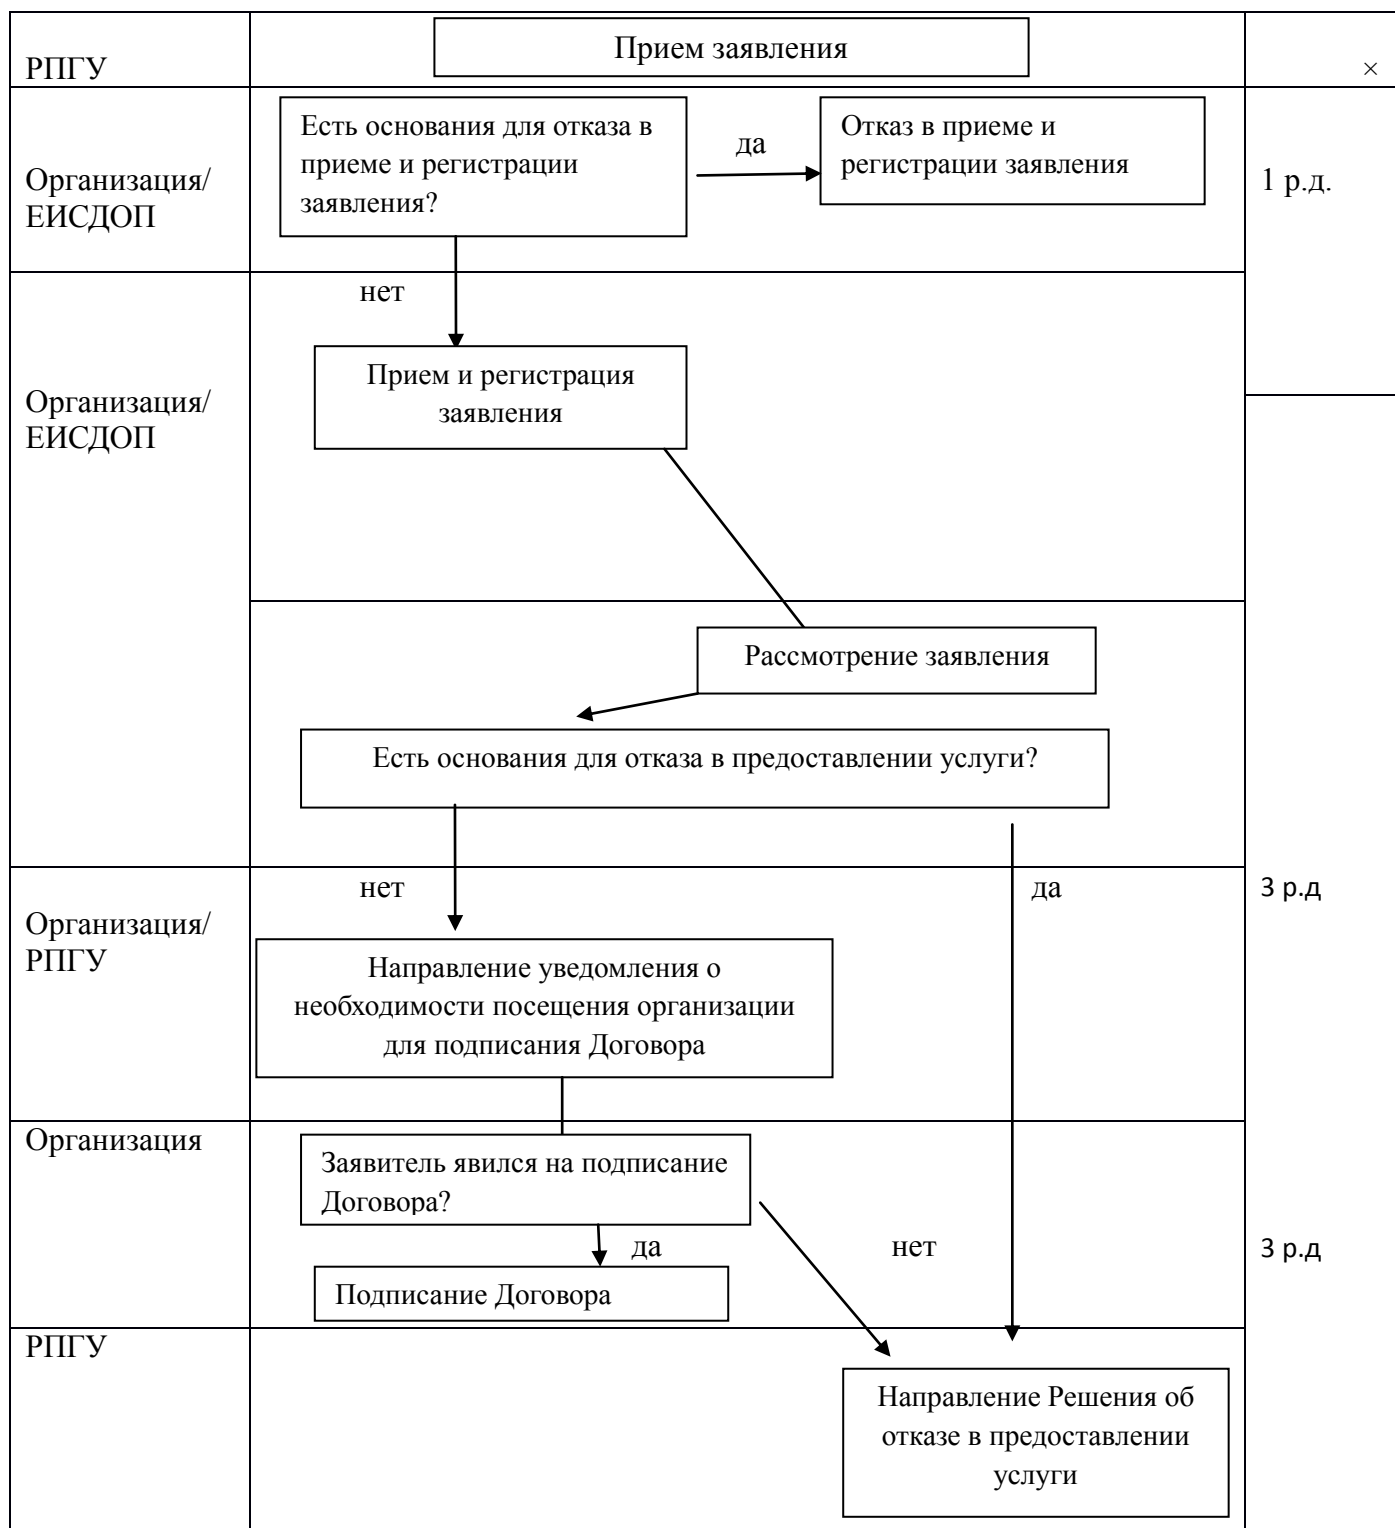 РПГУ
Прием заявления
×
Организация/
ЕИСДОП
Есть основания для отказа в
приеме и регистрации
заявления?
да
Отказ в приеме и
регистрации заявления
1 р.д.
нет
Организация/
ЕИСДОП
Прием и регистрация
заявления
Рассмотрение заявления
Есть основания для отказа в предоставлении услуги?
нет
да
3 р.д
Организация/
РПГУ
Направление уведомления о
необходимости посещения организации
для подписания Договора
Организация
Заявитель явился на подписание
Договора?
да
нет
3 р.д
Подписание Договора
РПГУ
Направление Решения об
отказе в предоставлении
услуги